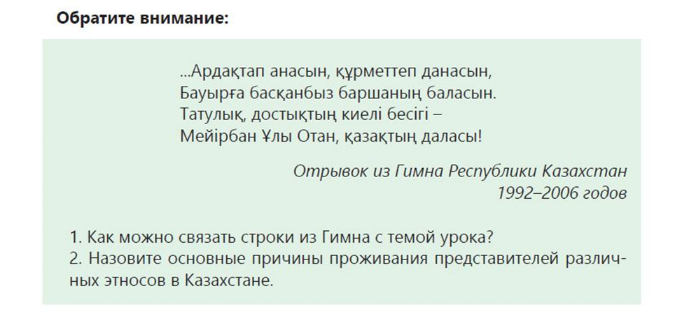 Обратите внимание:
...Ардақтап анасын, құрметтеп данасын,
Бауырға басқанбыз баршаның баласын.
Татулық, достықтың киелі бесігі –
Мейірбан Ұлы Отан, қазақтың даласы!
Отрывок из Гимна Республики Казахстан
1992–2006 годов
1. Как можно связать строки из Гимна с темой урока?
2. Назовите основные причины проживания представителей различ-
ных этносов в Казахстане.